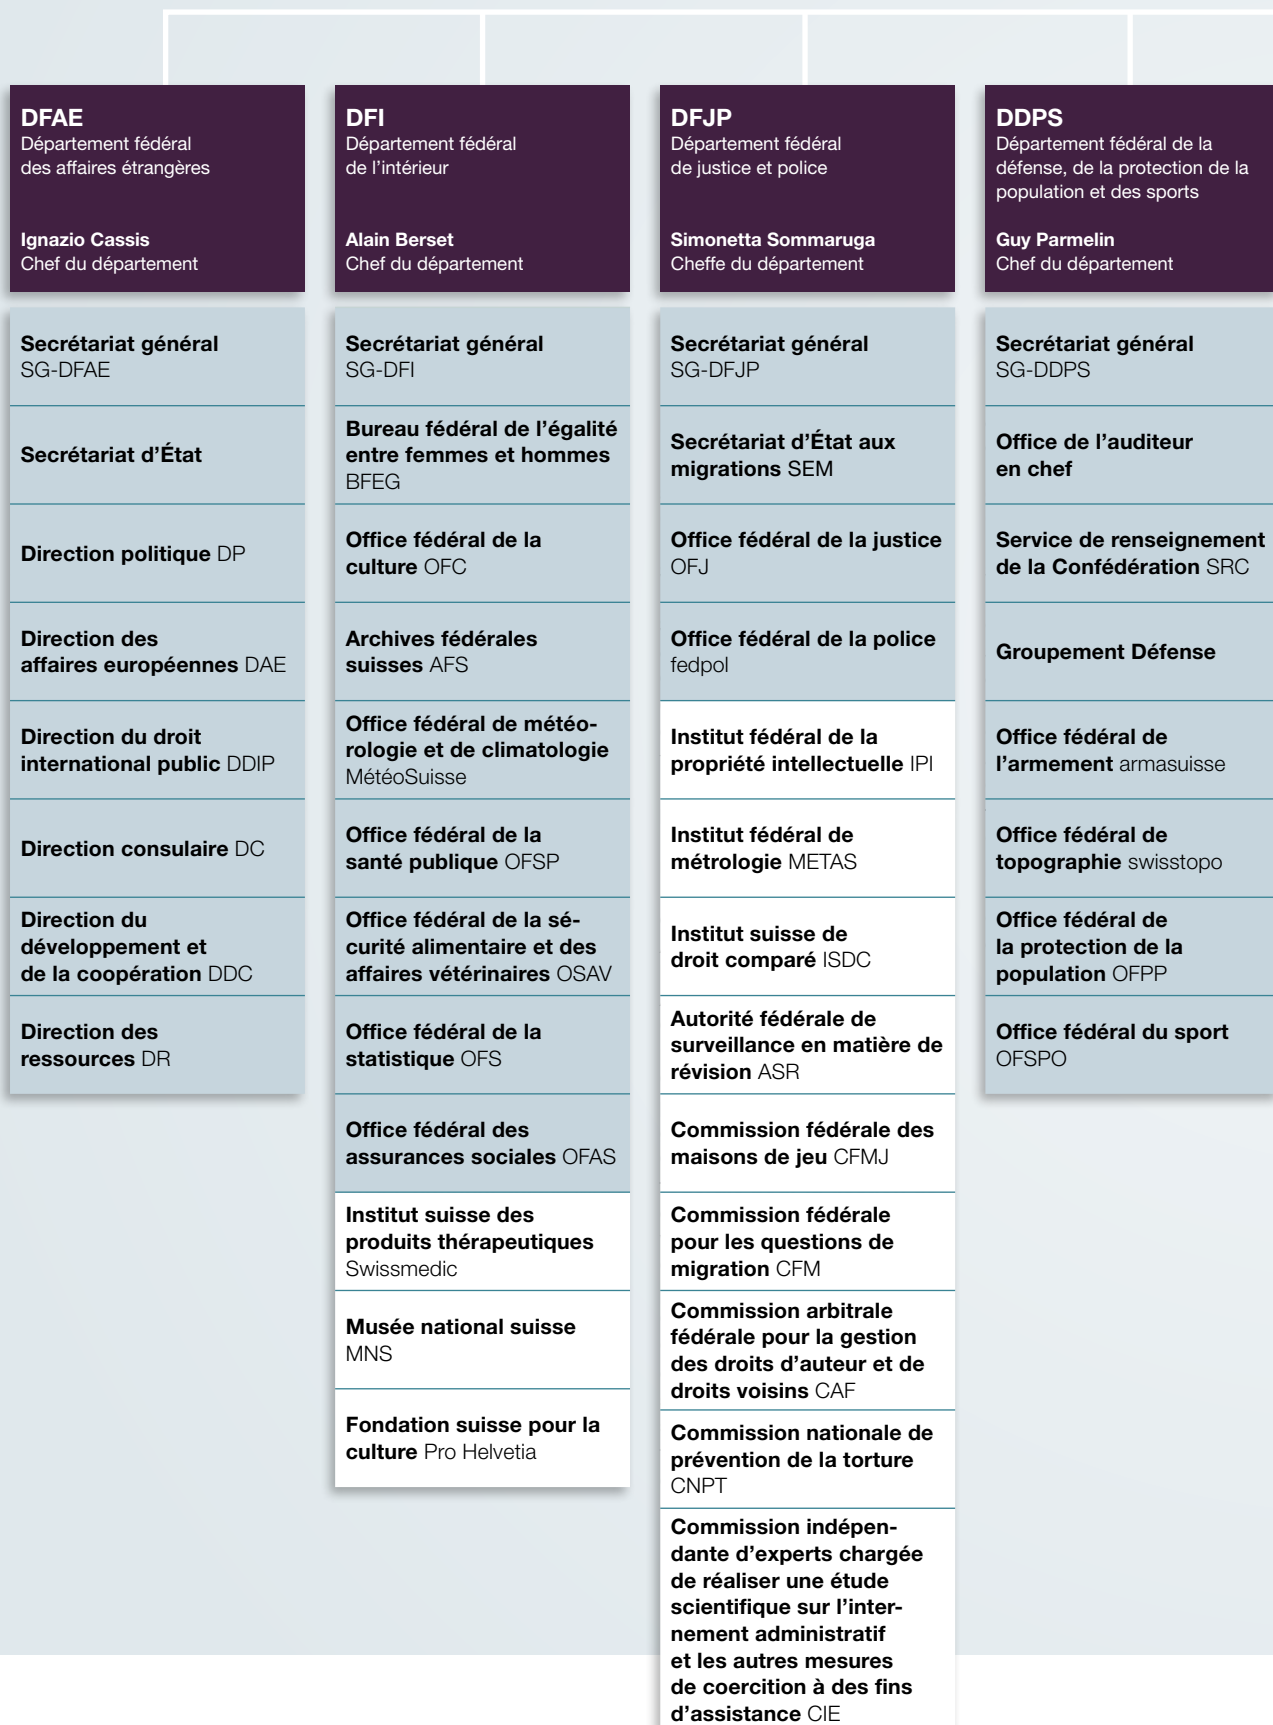 DFAE
Département fédéral
des affaires étrangères
Ignazio Cassis
Chef du département
Secrétariat général
SG-DFAE
Secrétariat d’État
Direction politique DP
Direction des
affaires européennes DAE
Direction du droit
international public DDIP
Direction consulaire DC
Direction du
développement et
de la coopération DDC
Direction des
ressources DR
DFI
Département fédéral
de l’intérieur
Alain Berset
Chef du département
Secrétariat général
SG-DFI
Bureau fédéral de l’égalité
entre femmes et hommes
BFEG
Office fédéral de la
culture OFC
Archives fédérales
suisses AFS
Office fédéral de météo-
rologie et de climatologie
MétéoSuisse
Office fédéral de la
santé publique OFSP
Office fédéral de la sé-
curité alimentaire et des
affaires vétérinaires OSAV
Office fédéral de la
statistique OFS
Office fédéral des
assurances sociales OFAS
Institut suisse des
produits thérapeutiques
Swissmedic
Musée national suisse
MNS
Fondation suisse pour la
culture Pro Helvetia
DFJP
Département fédéral
de justice et police
Simonetta Sommaruga
Cheffe du département
Secrétariat général
SG-DFJP
Secrétariat d’État aux
migrations SEM
Office fédéral de la justice
OFJ
Office fédéral de la police
fedpol
Institut fédéral de la
propriété intellectuelle IPI
Institut fédéral de
métrologie METAS
Institut suisse de
droit comparé ISDC
Autorité fédérale de
surveillance en matière de
révision ASR
Commission fédérale des
maisons de jeu CFMJ
Commission fédérale
pour les questions de
migration CFM
Commission arbitrale
fédérale pour la gestion
des droits d’auteur et de
droits voisins CAF
Commission nationale de
prévention de la torture
CNPT
Commission indépen-
dante d’experts chargée
de réaliser une étude
scientifique sur l’inter-
nement administratif
et les autres mesures
de coercition à des fins
d’assistance CIE
DDPS
Département fédéral de la
défense, de la protection de la
population et des sports
Guy Parmelin
Chef du département
Secrétariat général
SG-DDPS
Office de l’auditeur
en chef
Service de renseignement
de la Confédération SRC
Groupement Défense
Office fédéral de
l’armement armasuisse
Office fédéral de
topographie swisstopo
Office fédéral de
la protection de la
population OFPP
Office fédéral du sport
OFSPO